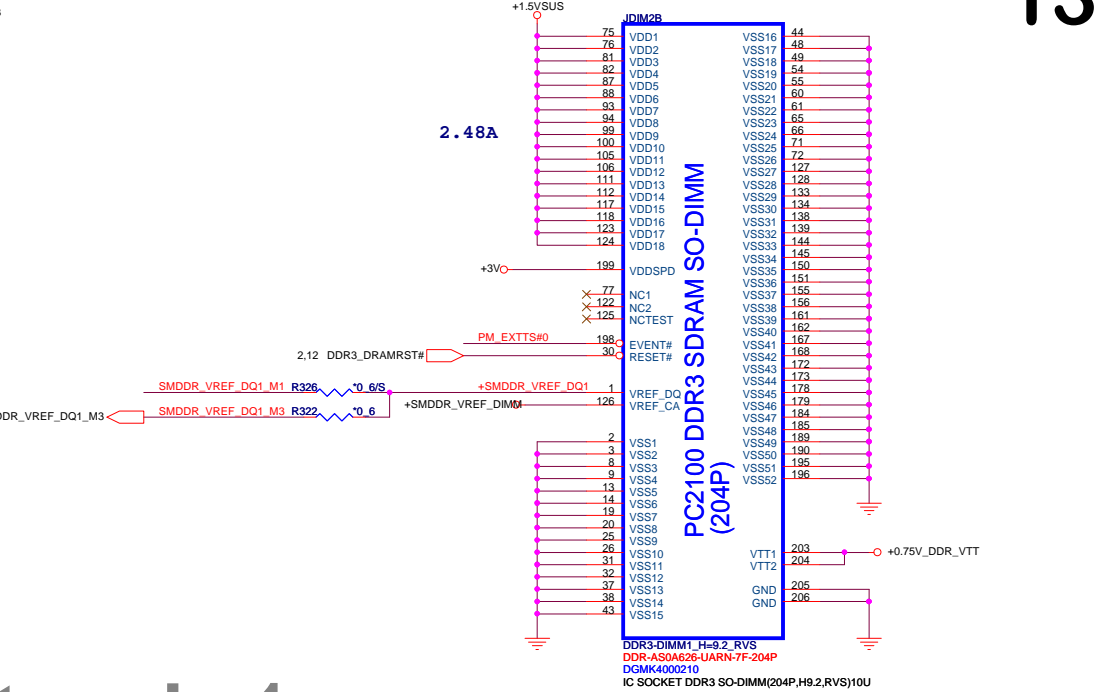 13
+1.5VSUS
JDIM2B
75 VDD1 VSS16 44
76 VDD2 VSS17 48
81 VDD3 VSS18 49
82 VDD4 VSS19 54
87 VDD5 VSS20 55
88 VDD6 VSS21 60
93 VDD7 VSS22 61
94 VDD8 VSS23 65
99 VDD9 VSS24 66
100 VDD10 VSS25 71
105 VDD11 VSS26 72
106 VDD12 VSS27 127
111 VDD13 VSS28 128
112 VDD14 VSS29 133
117 VDD15 VSS30 134
118 VDD16 VSS31 138
123 VDD17 VSS32 139
124 VDD18 VSS33 144
VSS34 145
+3V 199 VDDSPD VSS35 150
VSS36 151
77 NC1 VSS37 155
122 NC2 VSS38 156
125 NCTEST VSS39 161
VSS40 162
PM_EXTTS#0 198 EVENT# VSS41 167
2,12 DDR3_DRAMRST# 30 RESET# VSS42 168
VSS43 172
VSS44 173
SMDDR_VREF_DQ1_M1 R326 *0_6/S +SMDDR_VREF_DQ1 1 VREF_DQ VSS45 178
+SMDDR_VREF_DIMM 126 VREF_CA VSS46 179
DDR_VREF_DQ1_M3 SMDDR_VREF_DQ1_M3 R322 *0_6 VSS47 184
VSS48 185
2 VSS1 VSS49 189
3 VSS2 VSS50 190
8 VSS3 VSS51 195
9 VSS4 VSS52 196
13 VSS5
14 VSS6
19 VSS7
20 VSS8
25 VSS9
26 VSS10 VTT1 203 +0.75V_DDR_VTT
31 VSS11 VTT2 204
32 VSS12
37 VSS13 GND 205
38 VSS14 GND 206
43 VSS15
2.48A
PC2100 DDR3 SDRAM SO-DIMM
(204P)
DDR3-DIMM1_H=9.2_RVS
DDR-AS0A626-UARN-7F-204P
DGMK4000210
IC SOCKET DDR3 SO-DIMM(204P,H9.2,RVS)10U